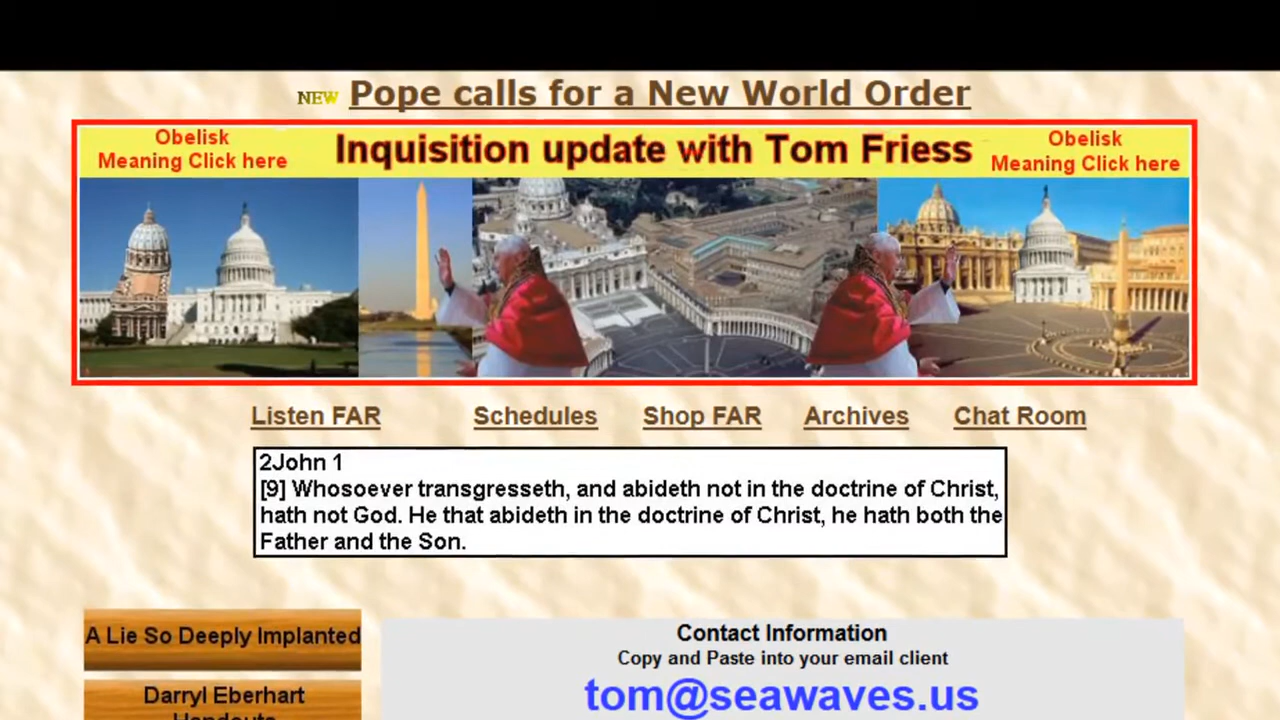 NEW Pope calls for a New World Order
Obelisk
Meaning Click here
Inquisition update with Tom Friess
Obelisk
Meaning Click here
Listen FAR Schedules Shop FAR Archives Chat Room
2John 1
[9] Whosoever transgresseth, and abideth not in the doctrine of Christ,
hath not God. He that abideth in the doctrine of Christ, he hath both the
Father and the Son.
A Lie So Deeply Implanted
Darryl Eberhart
Handouts
Contact Information
Copy and Paste into your email client
tom@seawaves.us